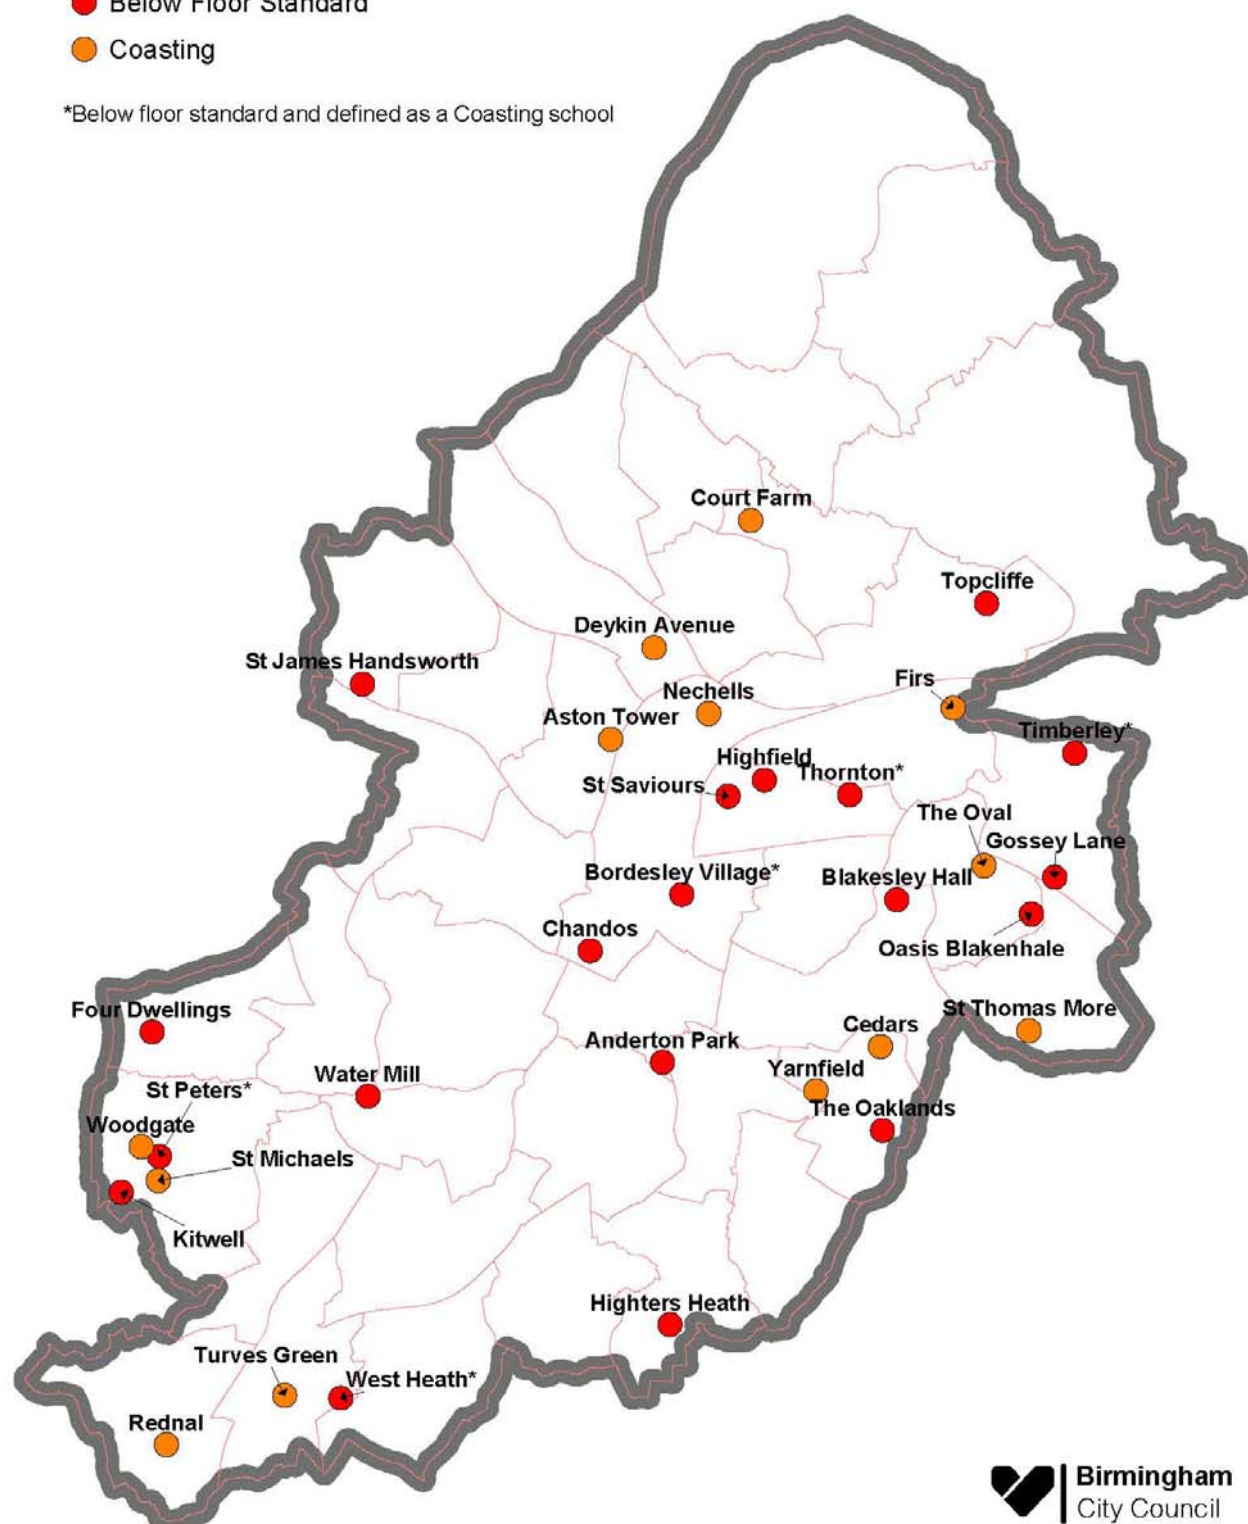 Below Floor Standard
Coasting
*Below floor standard and defined as a Coasting school
Court Farm
Topcliffe
Deykin Avenue
St James Handsworth
Firs
Nechells
Aston Tower
Timberley*
Highfield
Thornton*
St Saviours
The Oval
Gossey Lane
Bordesley Village*
Blakesley Hall
Chandos
Oasis Blakenhale
Four Dwellings
St Thomas More
Cedars
Anderton Park
Yarnfield
Water Mill
St Peters*
The Oaklands
Woodgate
St Michaels
Kitwell
Highters Heath
Turves Green
West Heath*
Rednal
Birmingham
City Council